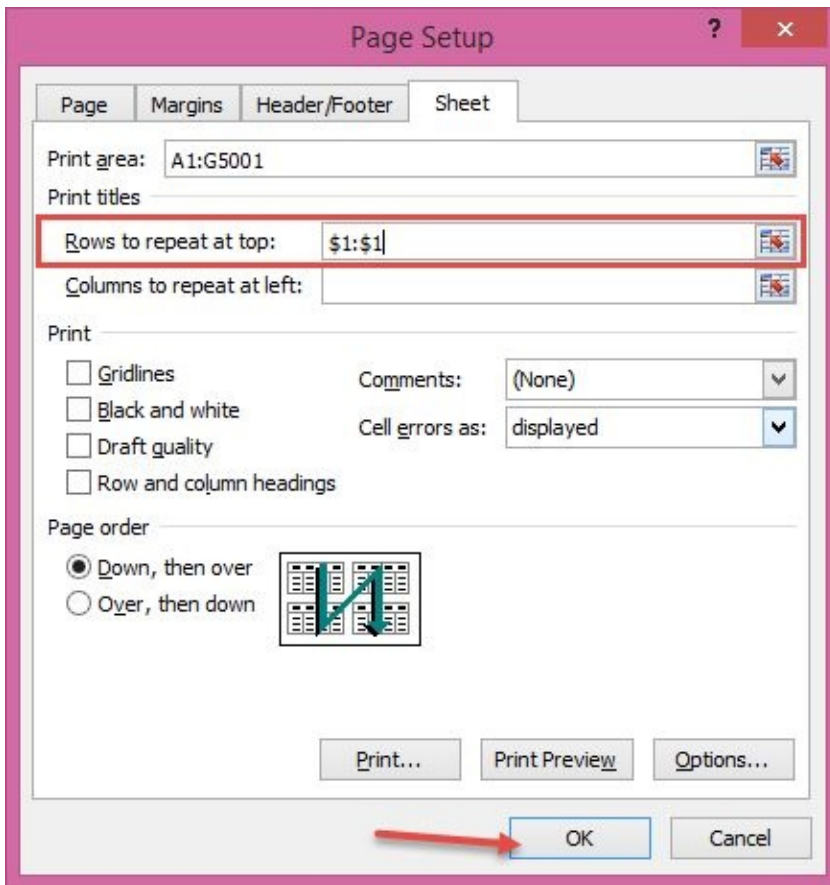 Page Setup ? ×
Page Margins Header/Footer Sheet
Print area: A1:G5001
Print titles
Rows to repeat at top: $1:$1
Columns to repeat at left:
Print
Gridlines Comments: (None)
Black and white Cell errors as: displayed
Draft quality
Row and column headings
Page order
Down, then over
Over, then down
Print... Print Preview Options...
OK Cancel